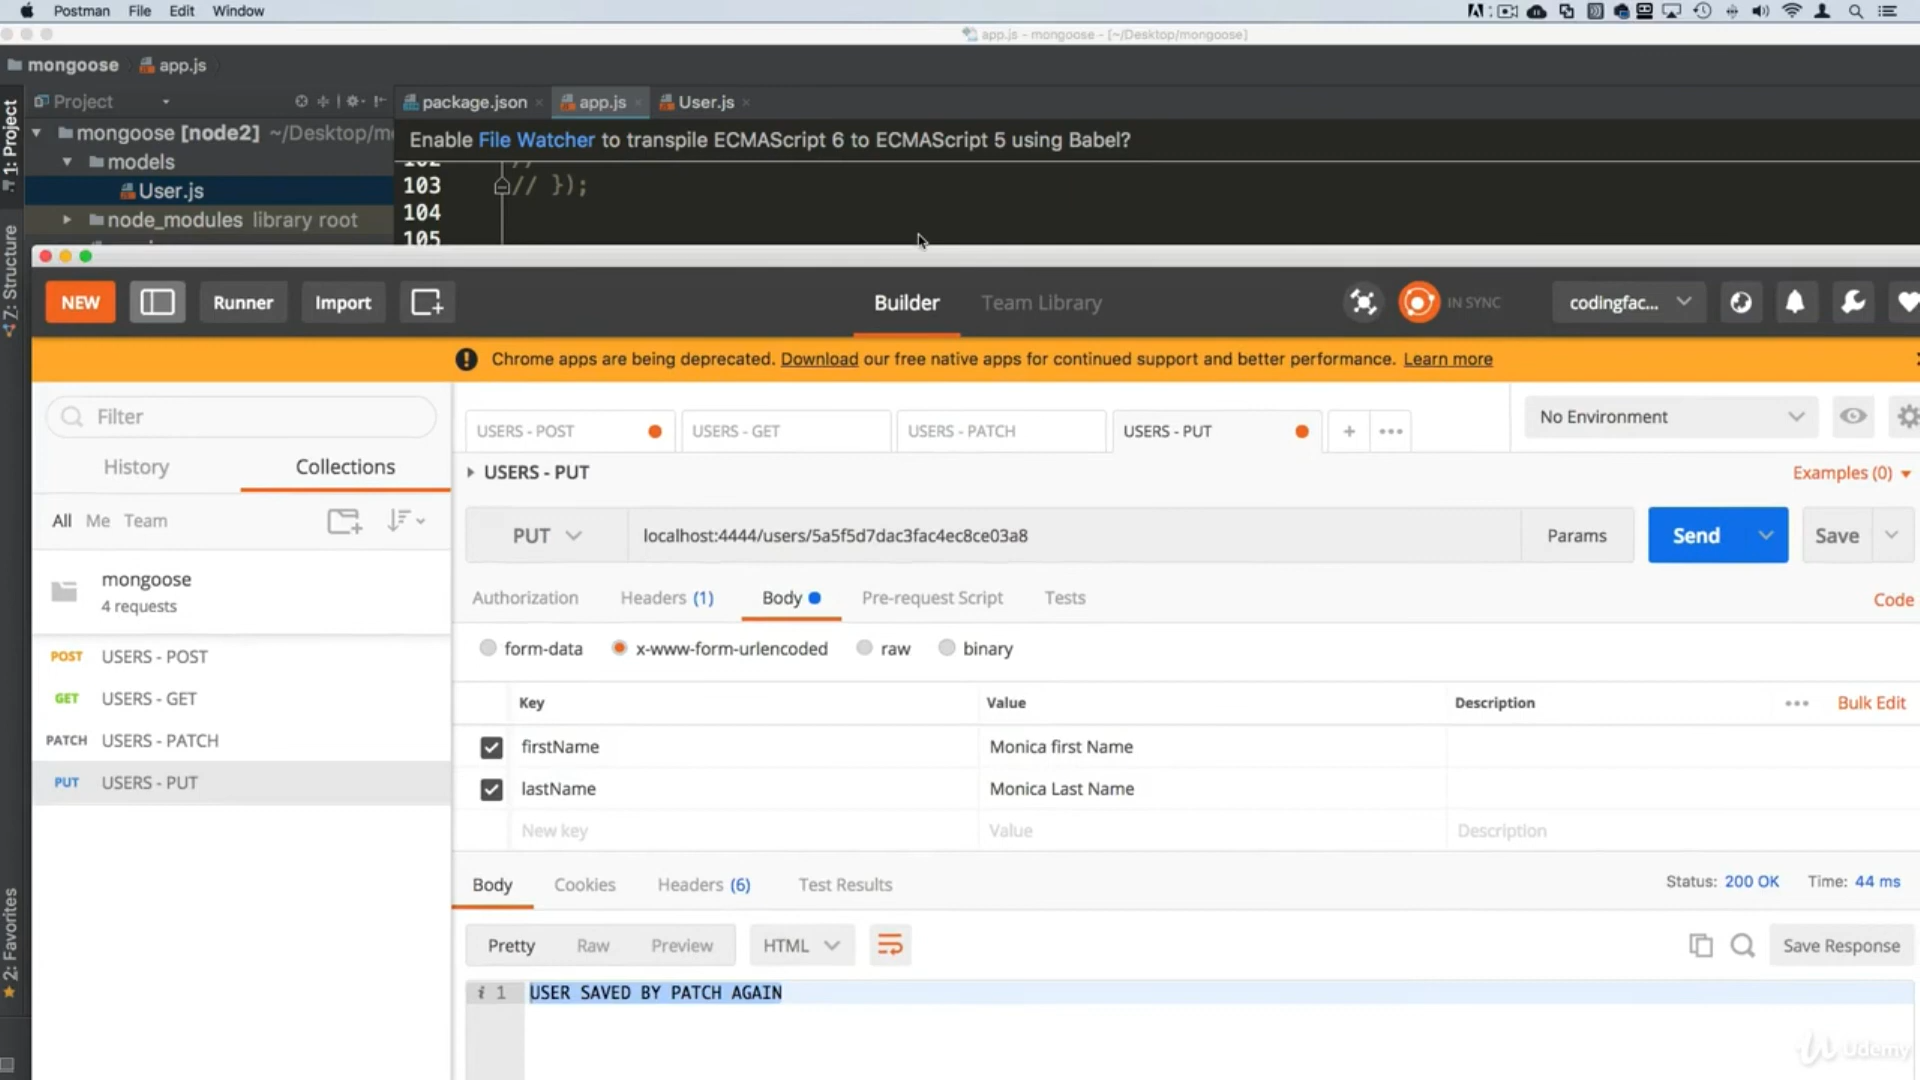 Postman File Edit Window
app.js - mongoose - [~/Desktop/mongoose]
mongoose app.js
1: Project
Z: Structure
2: Favorites
Project
package.json app.js User.js
mongoose [node2] ~/Desktop/m
Enable File Watcher to transpile ECMAScript 6 to ECMAScript 5 using Babel?
models
102 //
User.js
103 // });
node_modules library root
104
105
NEW Runner Import Builder Team Library IN SYNC codingfac...
Chrome apps are being deprecated. Download our free native apps for continued support and better performance. Learn more
Filter
USERS - POST USERS - GET USERS - PATCH USERS - PUT + ••• No Environment
History Collections
USERS - PUT Examples (0)
All Me Team
PUT localhost:4444/users/5a5f5d7dac3fac4ec8ce03a8 Params Send Save
mongoose
4 requests
Authorization Headers (1) Body Pre-request Script Tests Code
POST USERS - POST
form-data x-www-form-urlencoded raw binary
GET USERS - GET
Key Value Description ••• Bulk Edit
PATCH USERS - PATCH
firstName Monica first Name
PUT USERS - PUT
lastName Monica Last Name
New key Value Description
Body Cookies Headers (6) Test Results Status: 200 OK Time: 44 ms
Pretty Raw Preview HTML Save Response
i 1 USER SAVED BY PATCH AGAIN
Udemy